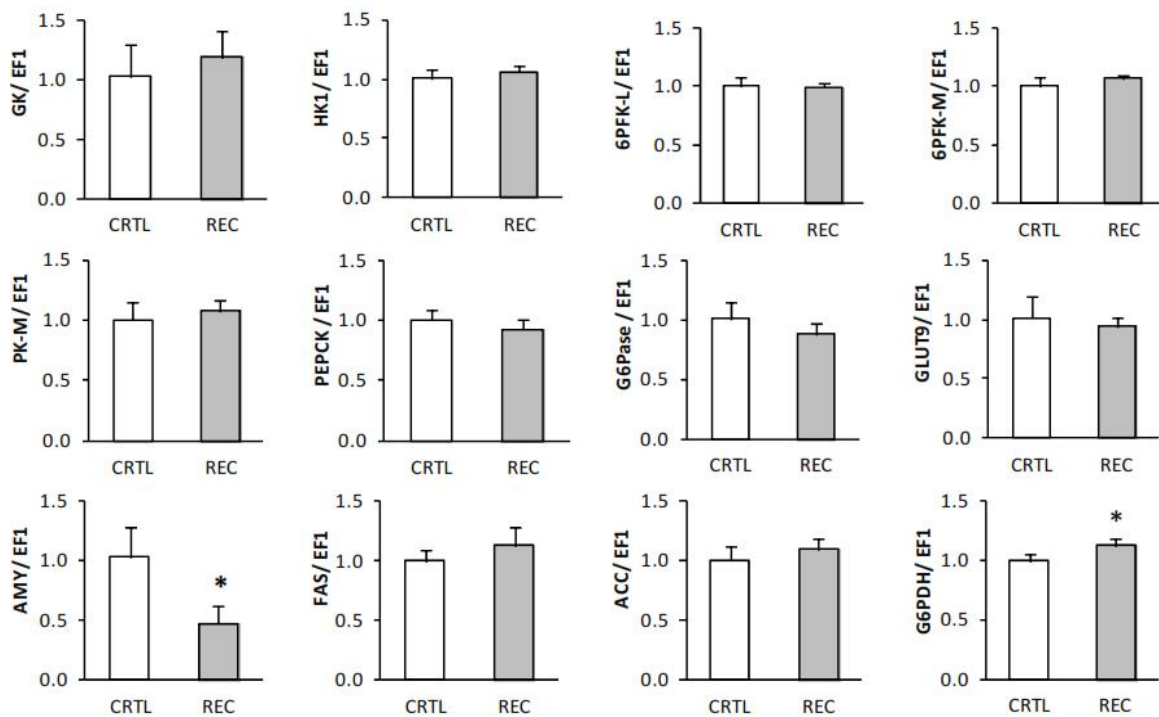 GK/ EF1
1.5
1.0
0.5
0.0
CRTL REC
HK1/ EF1
1.5
1.0
0.5
0.0
CRTL REC
6PFK-L/ EF1
1.5
1.0
0.5
0.0
CRTL REC
6PFK-M/ EF1
1.5
1.0
0.5
0.0
CRTL REC
PK-M/ EF1
1.5
1.0
0.5
0.0
CRTL REC
PEPCK / EF1
1.5
1.0
0.5
0.0
CRTL REC
G6Pase / EF1
1.5
1.0
0.5
0.0
CRTL REC
GLUT9/ EF1
1.5
1.0
0.5
0.0
CRTL REC
AMY/ EF1
1.5
1.0
0.5
0.0
*
CRTL REC
FAS/ EF1
1.5
1.0
0.5
0.0
CRTL REC
ACC/ EF1
1.5
1.0
0.5
0.0
CRTL REC
G6PDH/ EF1
1.5
1.0
0.5
0.0
*
CRTL REC